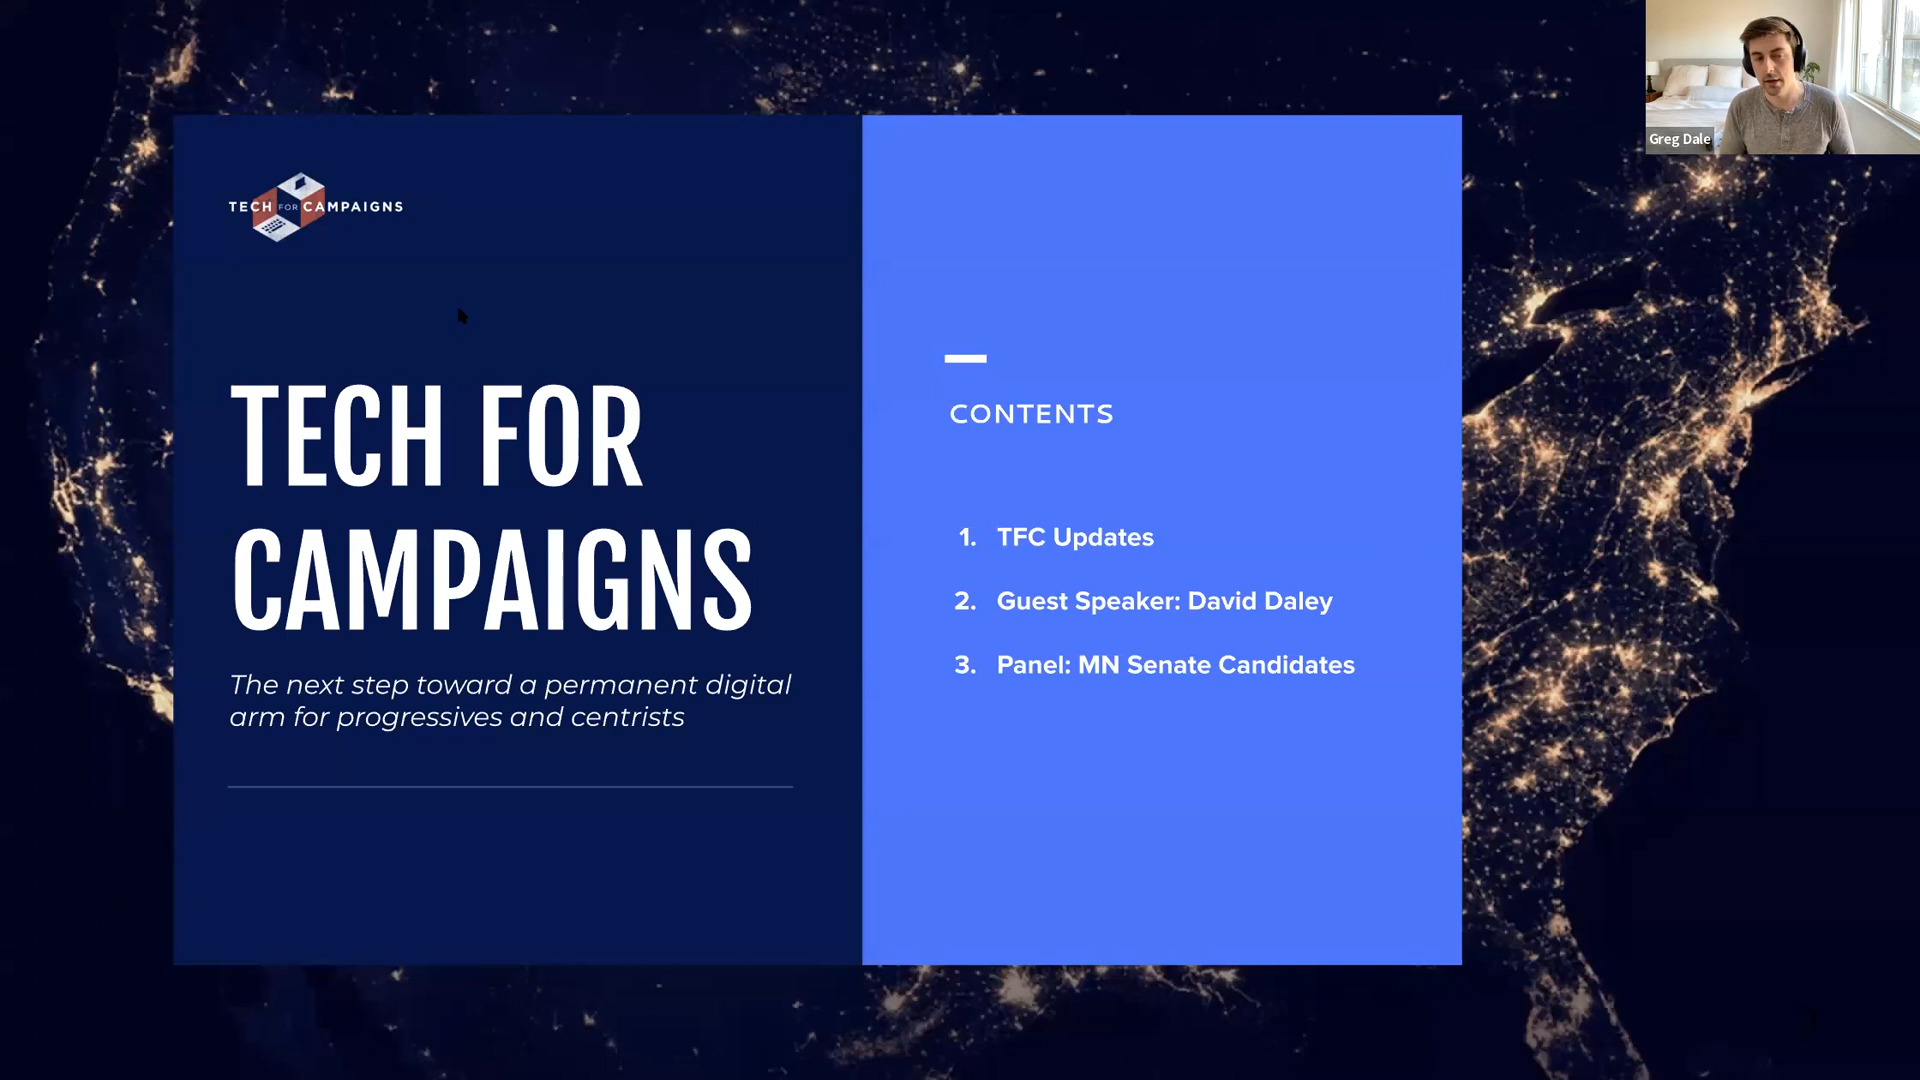 Greg Dale
TECH FOR CAMPAIGNS
TECH FOR
CAMPAIGNS
The next step toward a permanent digital
arm for progressives and centrists
CONTENTS
1. TFC Updates
2. Guest Speaker: David Daley
3. Panel: MN Senate Candidates